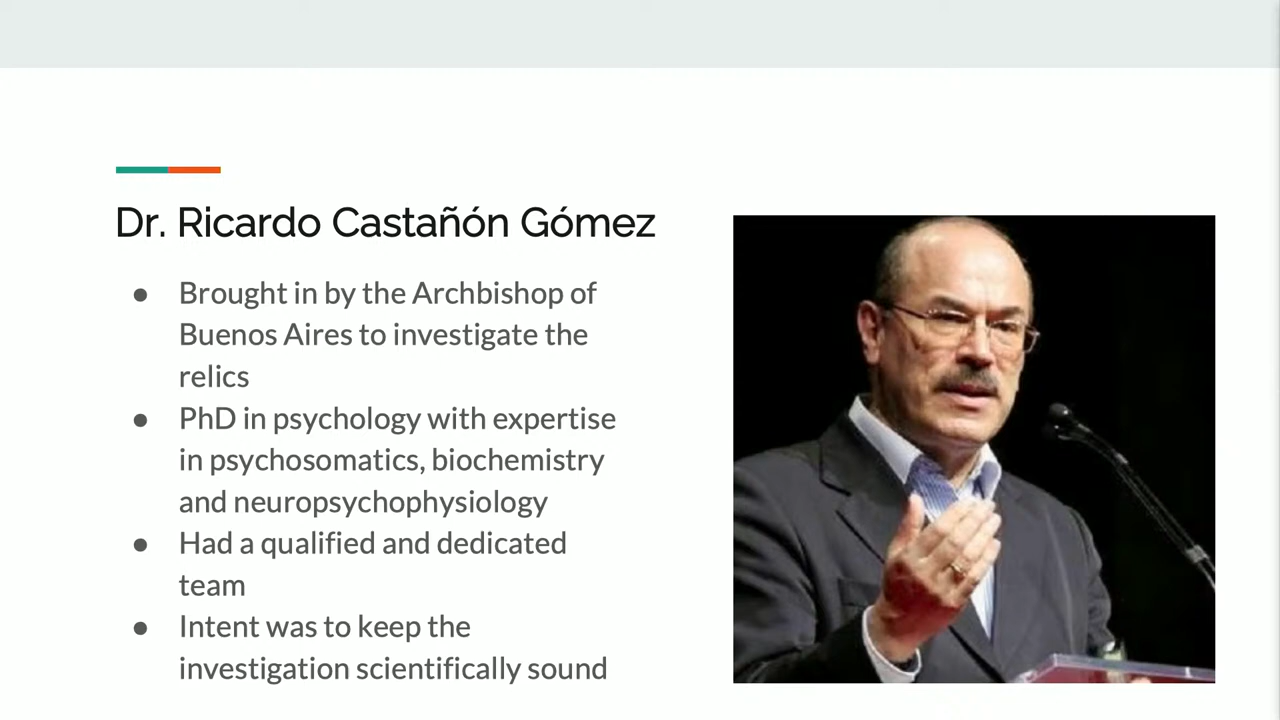 Dr. Ricardo Castañón Gómez
● Brought in by the Archbishop of
Buenos Aires to investigate the
relics
● PhD in psychology with expertise
in psychosomatics, biochemistry
and neuropsychophysiology
● Had a qualified and dedicated
team
● Intent was to keep the
investigation scientifically sound